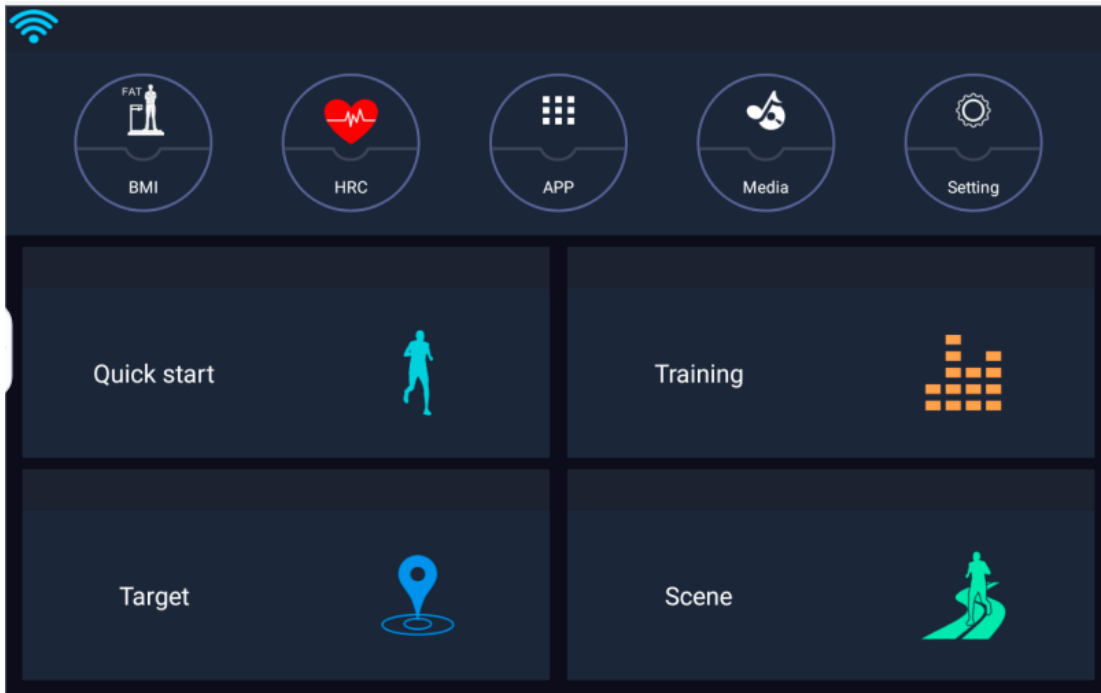 FAT
BMI
HRC
APP
Media
Setting
Quick start
Training
Target
Scene